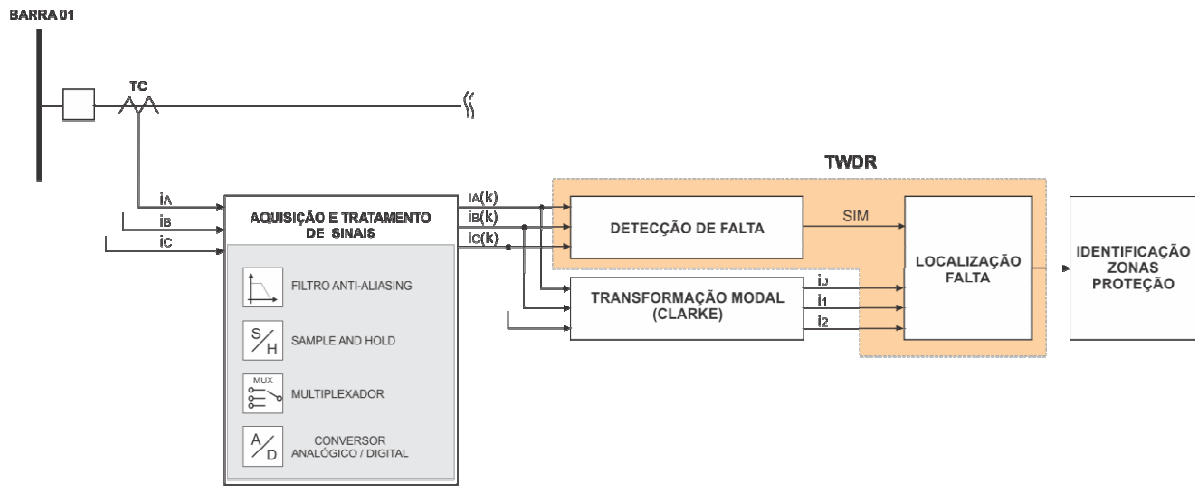 BARRA 01
TC
iA
iB
iC
AQUISIÇÃO E TRATAMENTO
DE SINAIS
FILTRO ANTI-ALIASING
S/H
SAMPLE AND HOLD
MUX
MULTIPLEXADOR
A/D
CONVERSOR
ANALÓGICO / DIGITAL
iA(k)
iB(k)
iC(k)
TWDR
DETECÇÃO DE FALTA
SIM
TRANSFORMAÇÃO MODAL
(CLARKE)
i1
i2
LOCALIZAÇÃO
FALTA
IDENTIFICAÇÃO
ZONAS
PROTEÇÃO